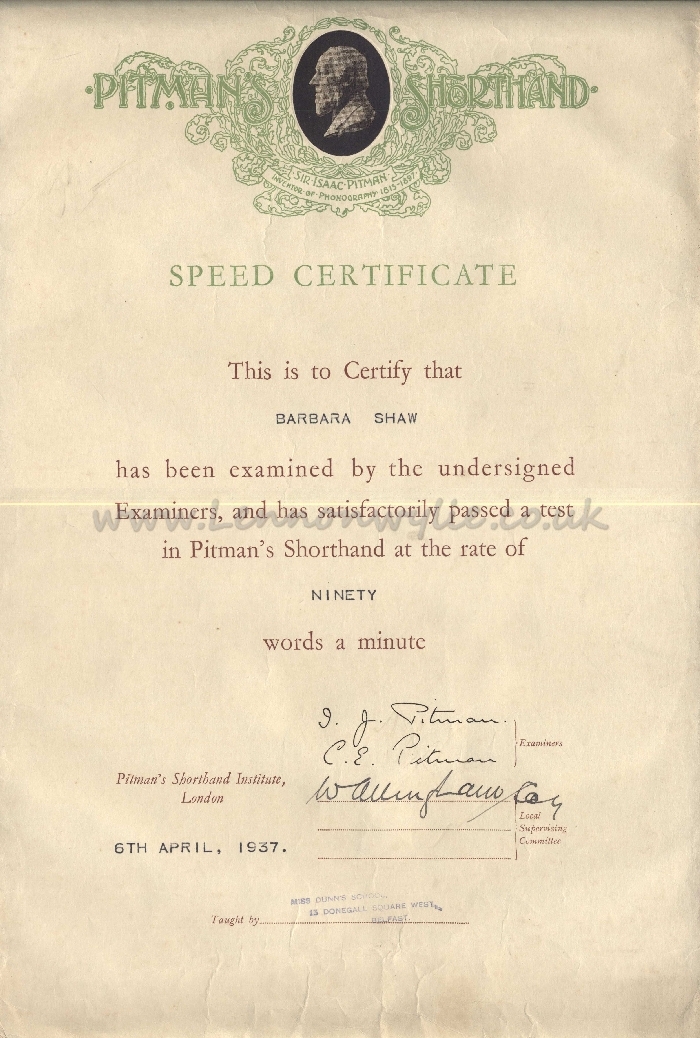 ·PITMAN'S SHORTHAND·
SIR·ISAAC·PITMAN·
INVENTOR·OF·PHONOGRAPHY·1813-1897
SPEED CERTIFICATE
This is to Certify that
BARBARA SHAW
has been examined by the undersigned
Examiners, and has satisfactorily passed a test
www.Lennonwylie.co.uk
in Pitman's Shorthand at the rate of
NINETY
words a minute
I. J. Pitman.
C. E. Pitman
Examiners
Pitman's Shorthand Institute,
London
Local
Supervising
Committee
6TH APRIL, 1937.
MISS DUNN'S SCHOOL,
13 DONEGALL SQUARE WEST,
BELFAST.
Taught by